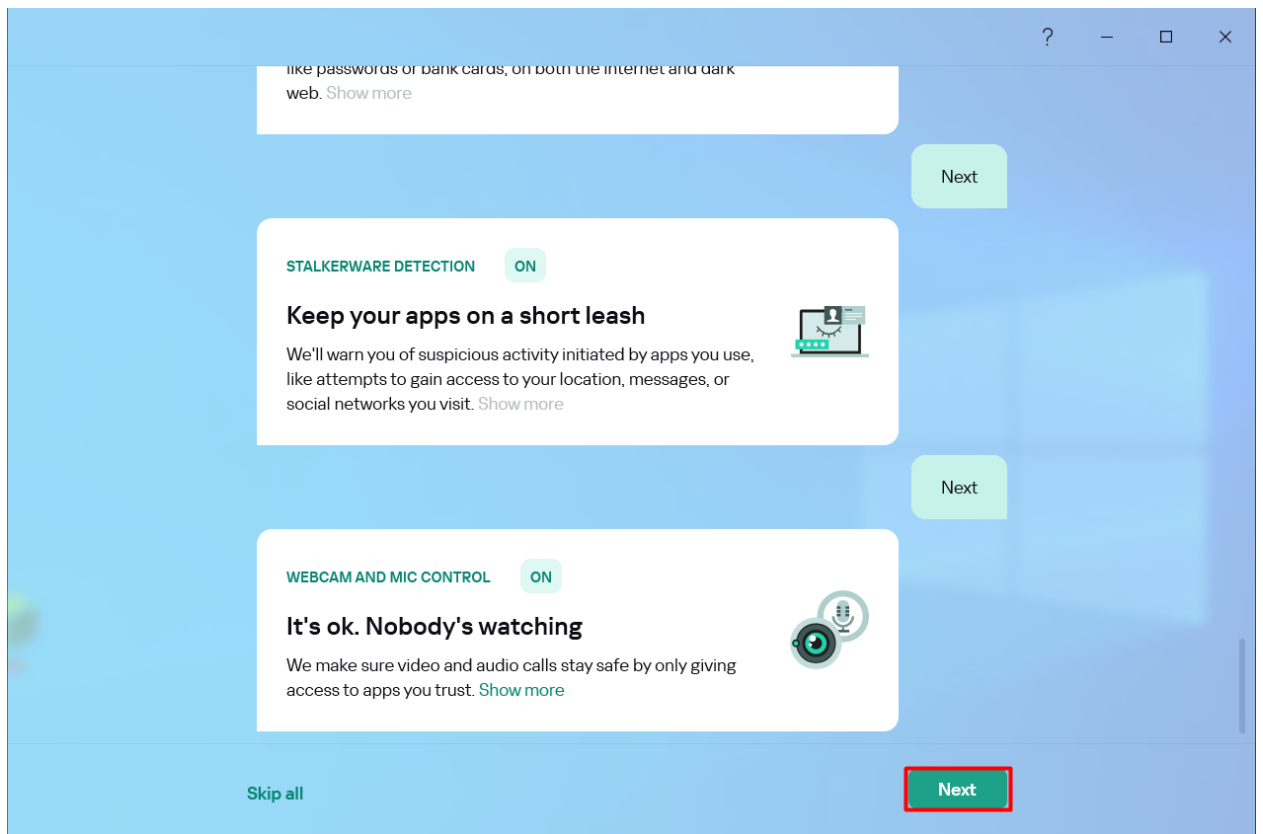 ?
like passwords or bank cards, on both the internet and dark
web. Show more
Next
STALKERWARE DETECTION ON
Keep your apps on a short leash
We'll warn you of suspicious activity initiated by apps you use,
like attempts to gain access to your location, messages, or
social networks you visit. Show more
Next
WEBCAM AND MIC CONTROL ON
It's ok. Nobody's watching
We make sure video and audio calls stay safe by only giving
access to apps you trust. Show more
Skip all Next